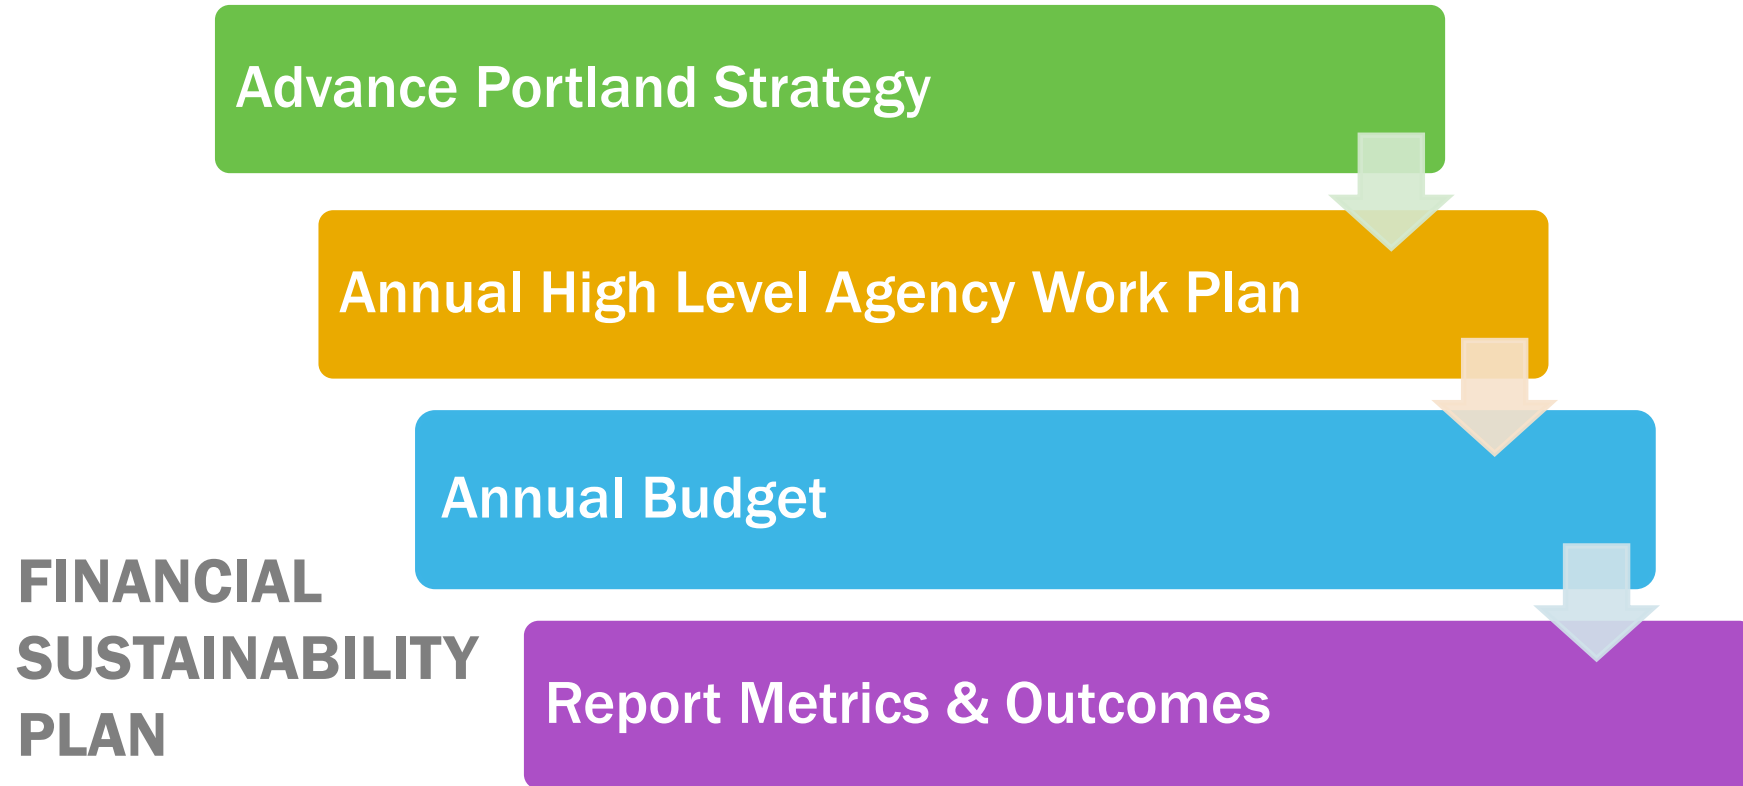 Advance Portland Strategy
Annual High Level Agency Work Plan
Annual Budget
Report Metrics & Outcomes
FINANCIAL
SUSTAINABILITY
PLAN